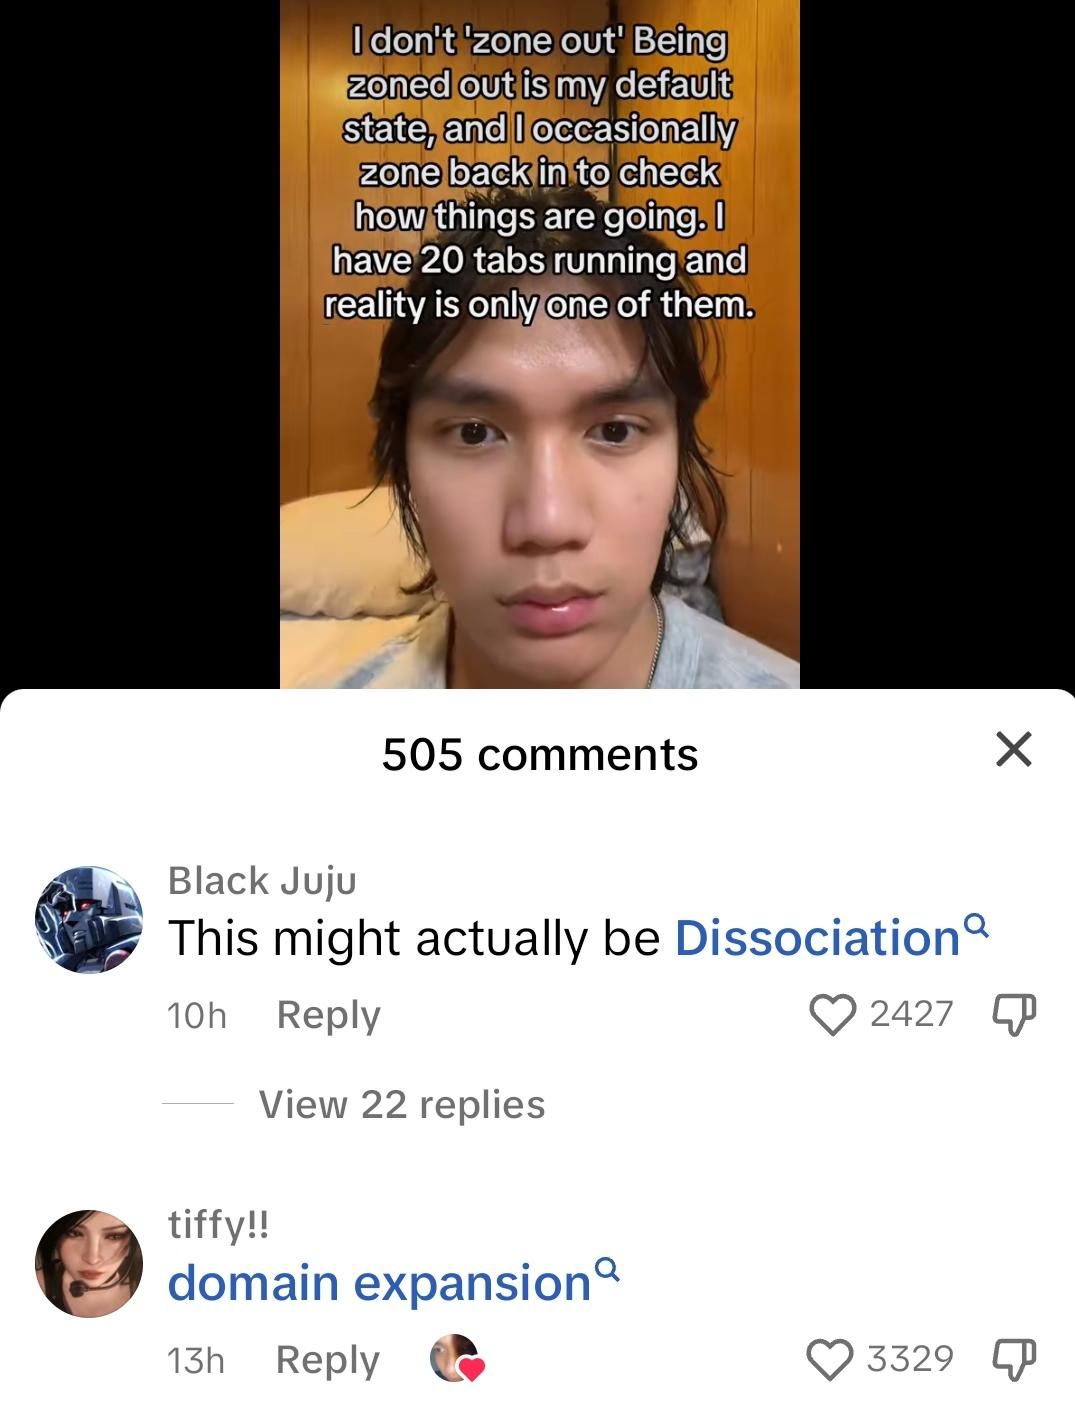 I don't 'zone out' Being
zoned out is my default
state, and I occasionally
zone back in to check
how things are going. I
have 20 tabs running and
reality is only one of them.
505 comments
Black Juju
This might actually be Dissociation
10h Reply 2427
View 22 replies
tiffy!!
domain expansion
13h Reply 3329